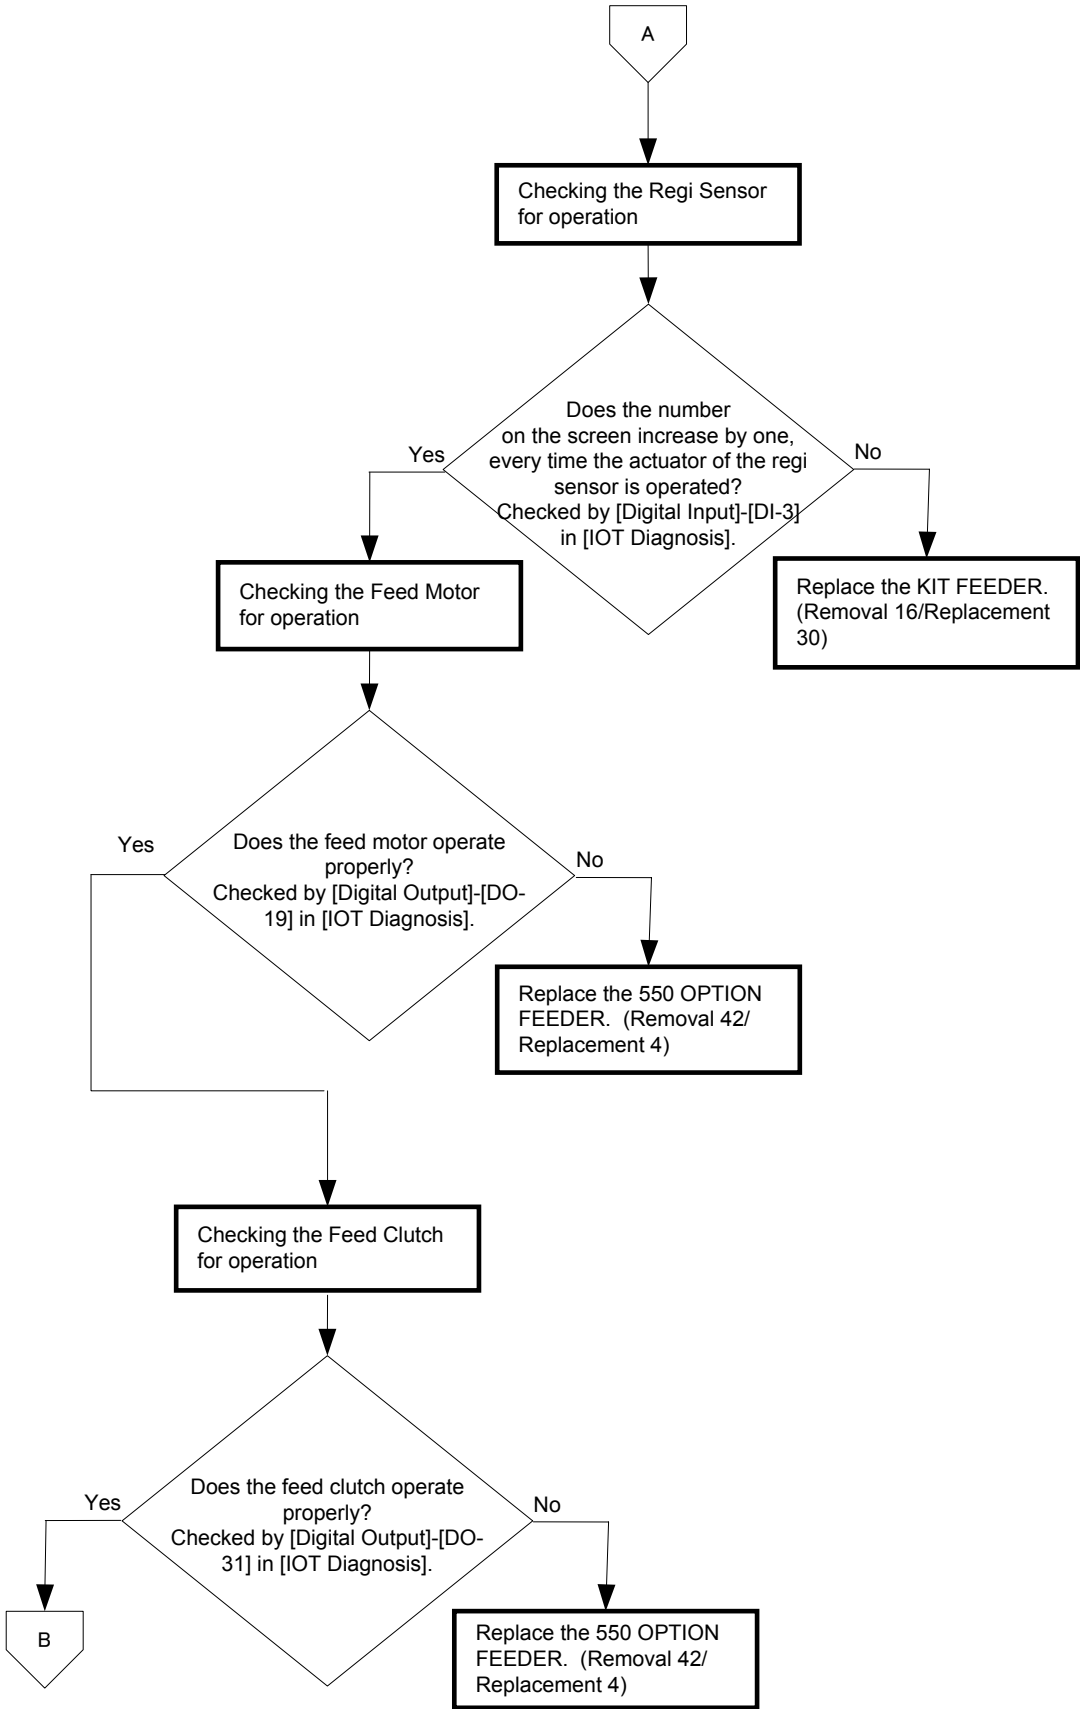 A
Checking the Regi Sensor
for operation
Does the number
on the screen increase by one,
every time the actuator of the regi
sensor is operated?
Checked by [Digital Input]-[DI-3]
in [IOT Diagnosis].
Yes
No
Checking the Feed Motor
for operation
Replace the KIT FEEDER.
(Removal 16/Replacement
30)
Does the feed motor operate
properly?
Checked by [Digital Output]-[DO-
19] in [IOT Diagnosis].
Yes
No
Replace the 550 OPTION
FEEDER.  (Removal 42/
Replacement 4)
Checking the Feed Clutch
for operation
Does the feed clutch operate
properly?
Checked by [Digital Output]-[DO-
31] in [IOT Diagnosis].
Yes
No
B
Replace the 550 OPTION
FEEDER.  (Removal 42/
Replacement 4)